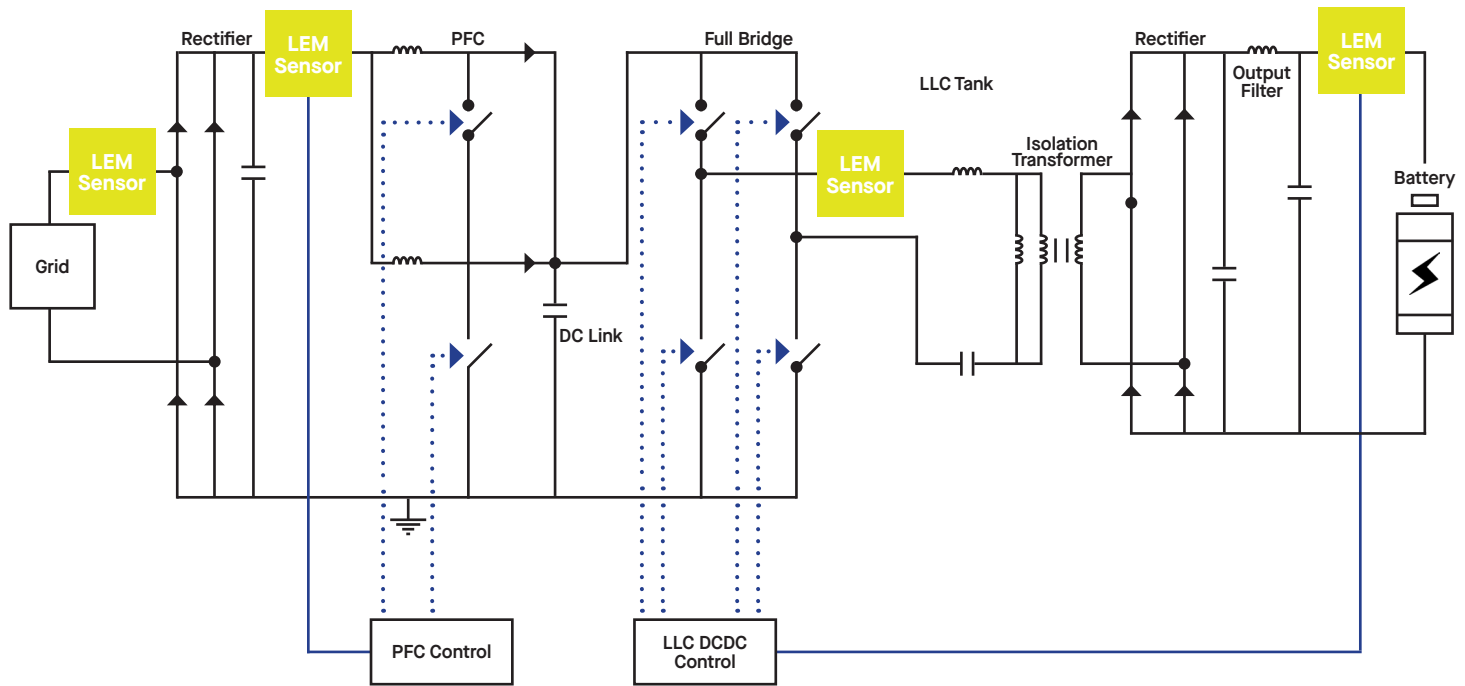 Rectifier
LEM
Sensor
PFC
Full Bridge
LLC Tank
Rectifier
Output
Filter
LEM
Sensor
LEM
Sensor
LEM
Sensor
Isolation
Transformer
Battery
Grid
DC Link
PFC Control
LLC DCDC
Control